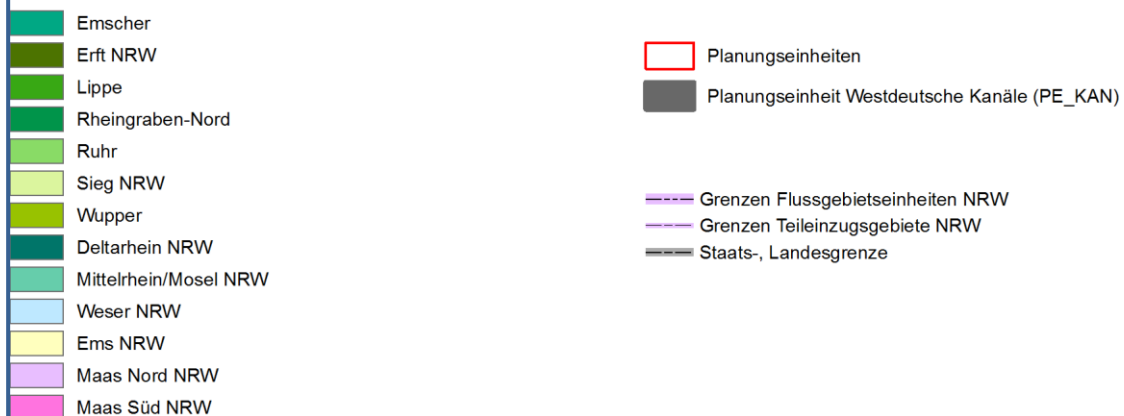 Emscher
Erft NRW
Lippe
Rheingraben-Nord
Ruhr
Sieg NRW
Wupper
Deltarhein NRW
Mittelrhein/Mosel NRW
Weser NRW
Ems NRW
Maas Nord NRW
Maas Süd NRW
Planungseinheiten
Planungseinheit Westdeutsche Kanäle (PE_KAN)
Grenzen Flussgebietseinheiten NRW
Grenzen Teileinzugsgebiete NRW
Staats-, Landesgrenze